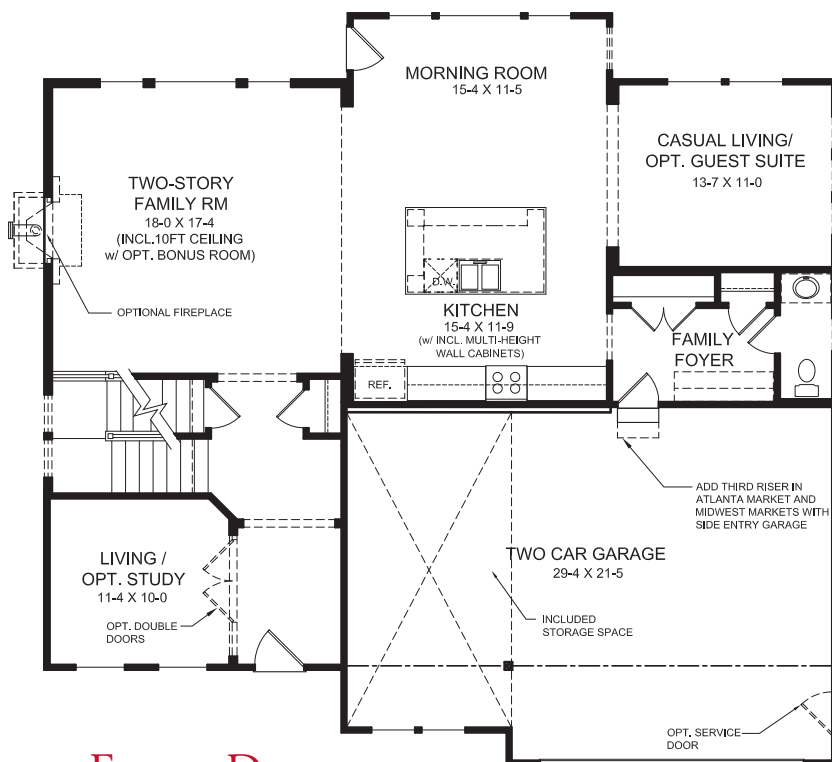 MORNING ROOM
15-4 X 11-5
CASUAL LIVING/
OPT. GUEST SUITE
13-7 X 11-0
TWO-STORY
FAMILY RM
18-0 X 17-4
(INCL.10FT CEILING
w/ OPT. BONUS ROOM)
OPTIONAL FIREPLACE
D.W.
KITCHEN
15-4 X 11-9
(w/ INCL. MULTI-HEIGHT
WALL CABINETS)
REF.
FAMILY
FOYER
ADD THIRD RISER IN
ATLANTA MARKET AND
MIDWEST MARKETS WITH
SIDE ENTRY GARAGE
LIVING /
OPT. STUDY
11-4 X 10-0
OPT. DOUBLE
DOORS
TWO CAR GARAGE
29-4 X 21-5
INCLUDED
STORAGE SPACE
OPT. SERVICE
DOOR